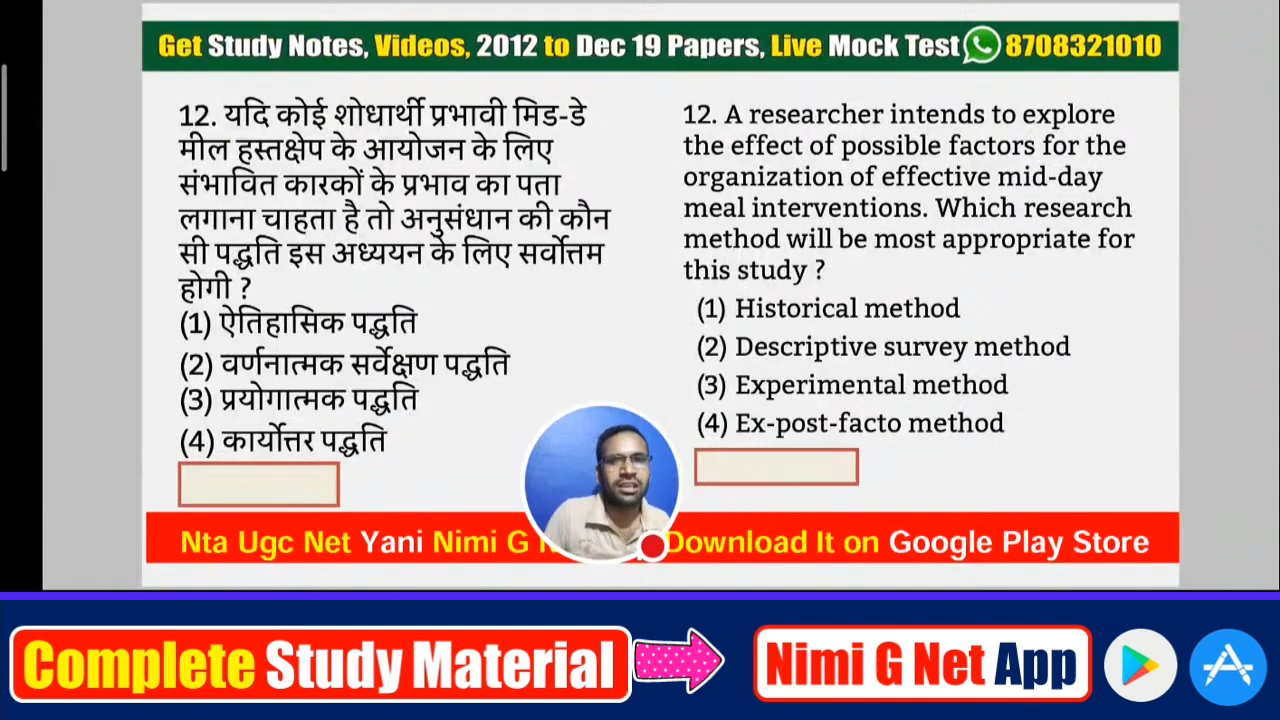 Get Study Notes, Videos, 2012 to Dec 19 Papers, Live Mock Test 8708321010
12. यदि कोई शोधार्थी प्रभावी मिड-डे
मील हस्तक्षेप के आयोजन के लिए
संभावित कारकों के प्रभाव का पता
लगाना चाहता है तो अनुसंधान की कौन
सी पद्धति इस अध्ययन के लिए सर्वोत्तम
होगी ?
(1) ऐतिहासिक पद्धति
(2) वर्णनात्मक सर्वेक्षण पद्धति
(3) प्रयोगात्मक पद्धति
(4) कार्योत्तर पद्धति
12. A researcher intends to explore
the effect of possible factors for the
organization of effective mid-day
meal interventions. Which research
method will be most appropriate for
this study ?
(1) Historical method
(2) Descriptive survey method
(3) Experimental method
(4) Ex-post-facto method
Nta Ugc Net Yani Nimi G Download It on Google Play Store
Complete Study Material
Nimi G Net App